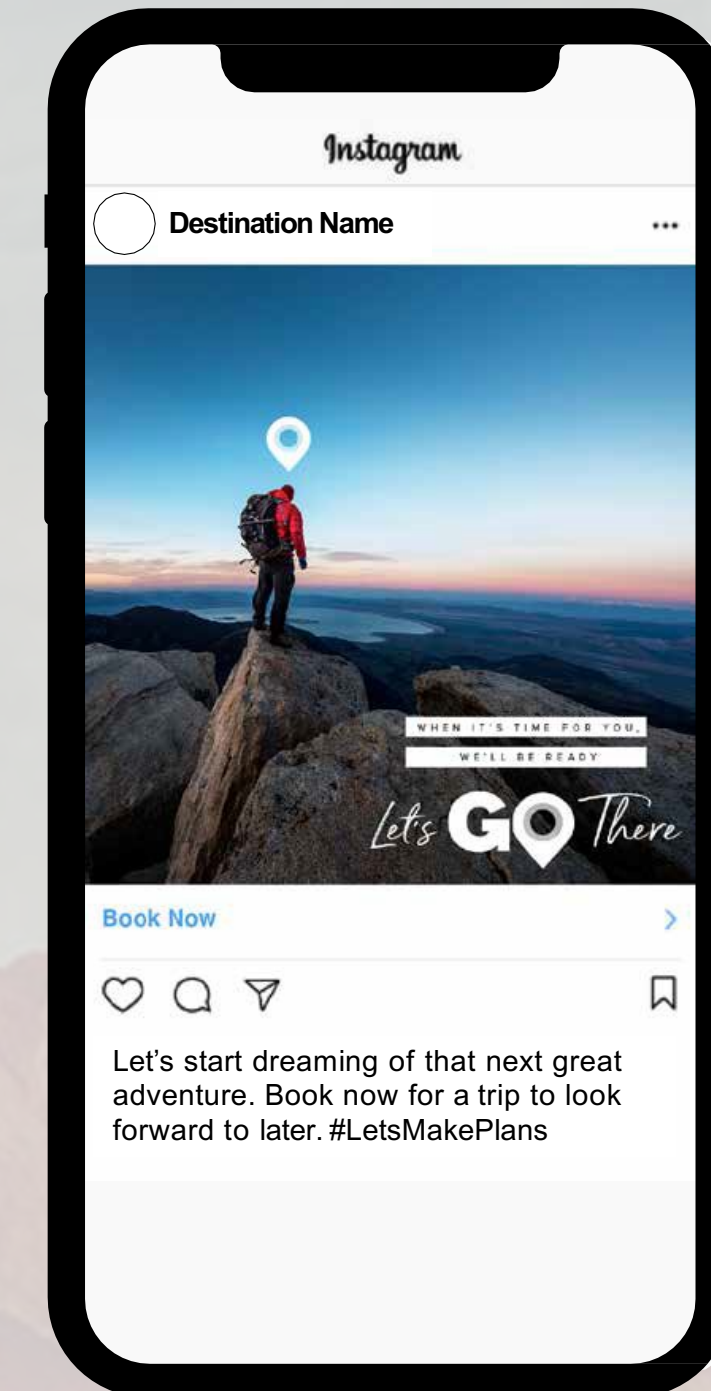 Instagram
Destination Name
WHEN IT'S TIME FOR YOU,
WE'LL BE READY
Let's GO There
Book Now
Let’s start dreaming of that next great
adventure. Book now for a trip to look
forward to later. #LetsMakePlans